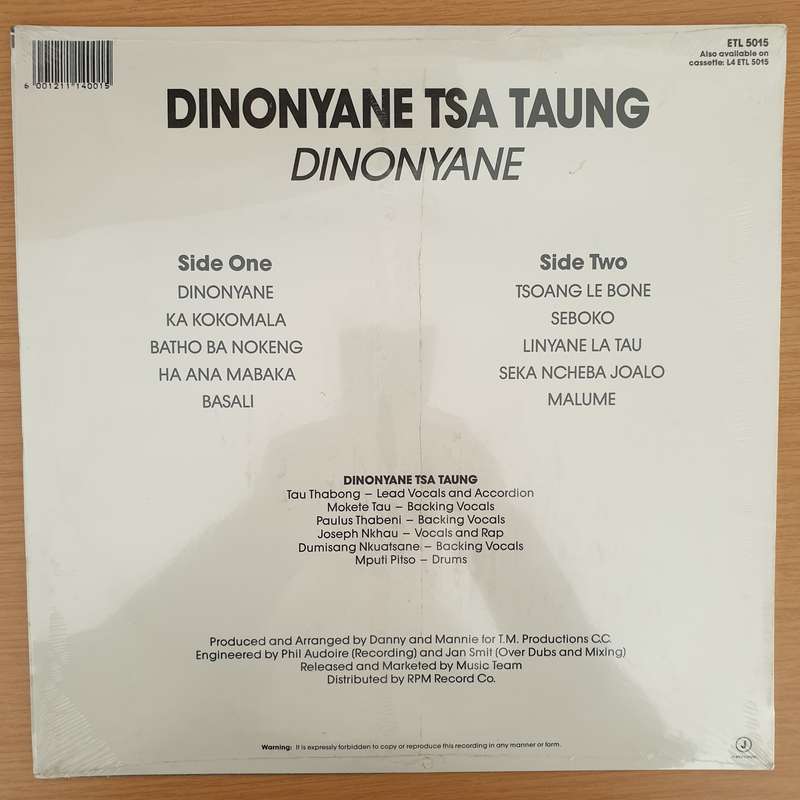 ETL 5015
Also available on
cassette: L4 ETL 5015
6 001211 140015
DINONYANE TSA TAUNG
DINONYANE
Side One
DINONYANE
KA KOKOMALA
BATHO BA NOKENG
HA ANA MABAKA
BASALI
Side Two
TSOANG LE BONE
SEBOKO
LINYANE LA TAU
SEKA NCHEBA JOALO
MALUME
DINONYANE TSA TAUNG
Tau Thabong – Lead Vocals and Accordion
Mokete Tau – Backing Vocals
Paulus Thabeni – Backing Vocals
Joseph Nkhau – Vocals and Rap
Dumisang Nkuatsane – Backing Vocals
Mputi Pitso – Drums
Produced and Arranged by Danny and Mannie for T.M. Productions C.C.
Engineered by Phil Audoire (Recording) and Jan Smit (Over Dubs and Mixing)
Released and Marketed by Music Team
Distributed by RPM Record Co.
Warning: It is expressly forbidden to copy or reproduce this recording in any manner or form.
J